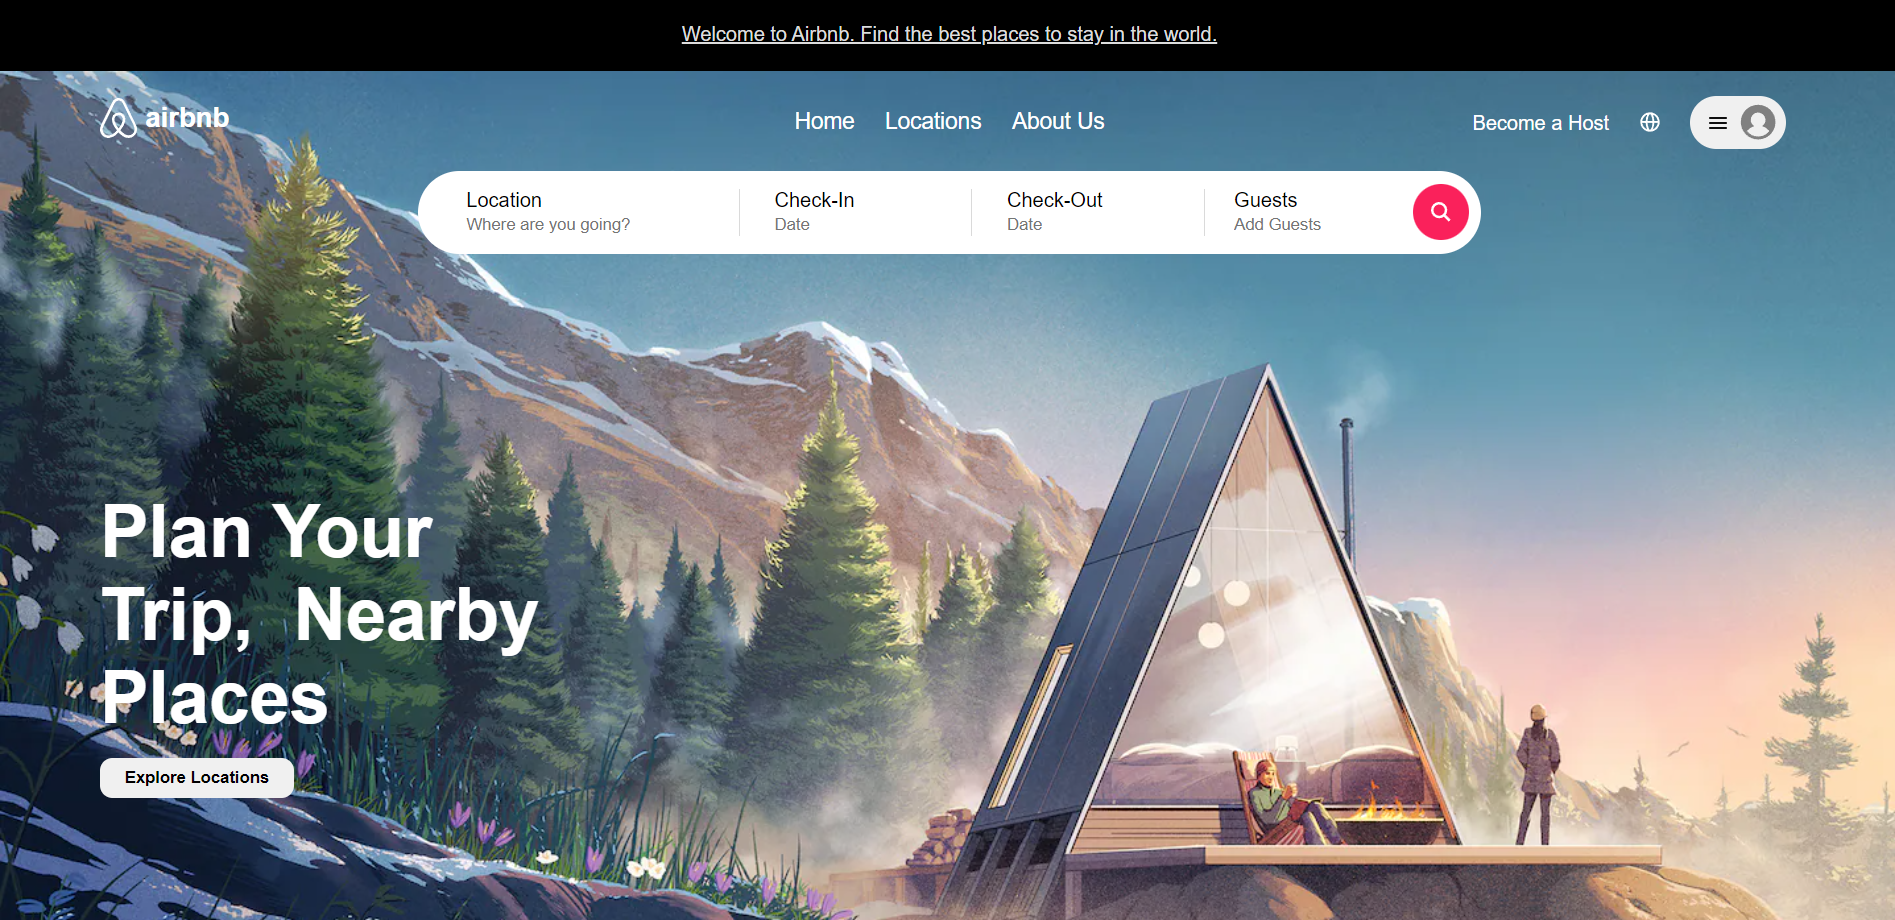 Welcome to Airbnb. Find the best places to stay in the world.
airbnb
Home
Locations
About Us
Become a Host
Location
Where are you going?
Check-In
Date
Check-Out
Date
Guests
Add Guests
Plan Your
Trip, Nearby
Places
Explore Locations